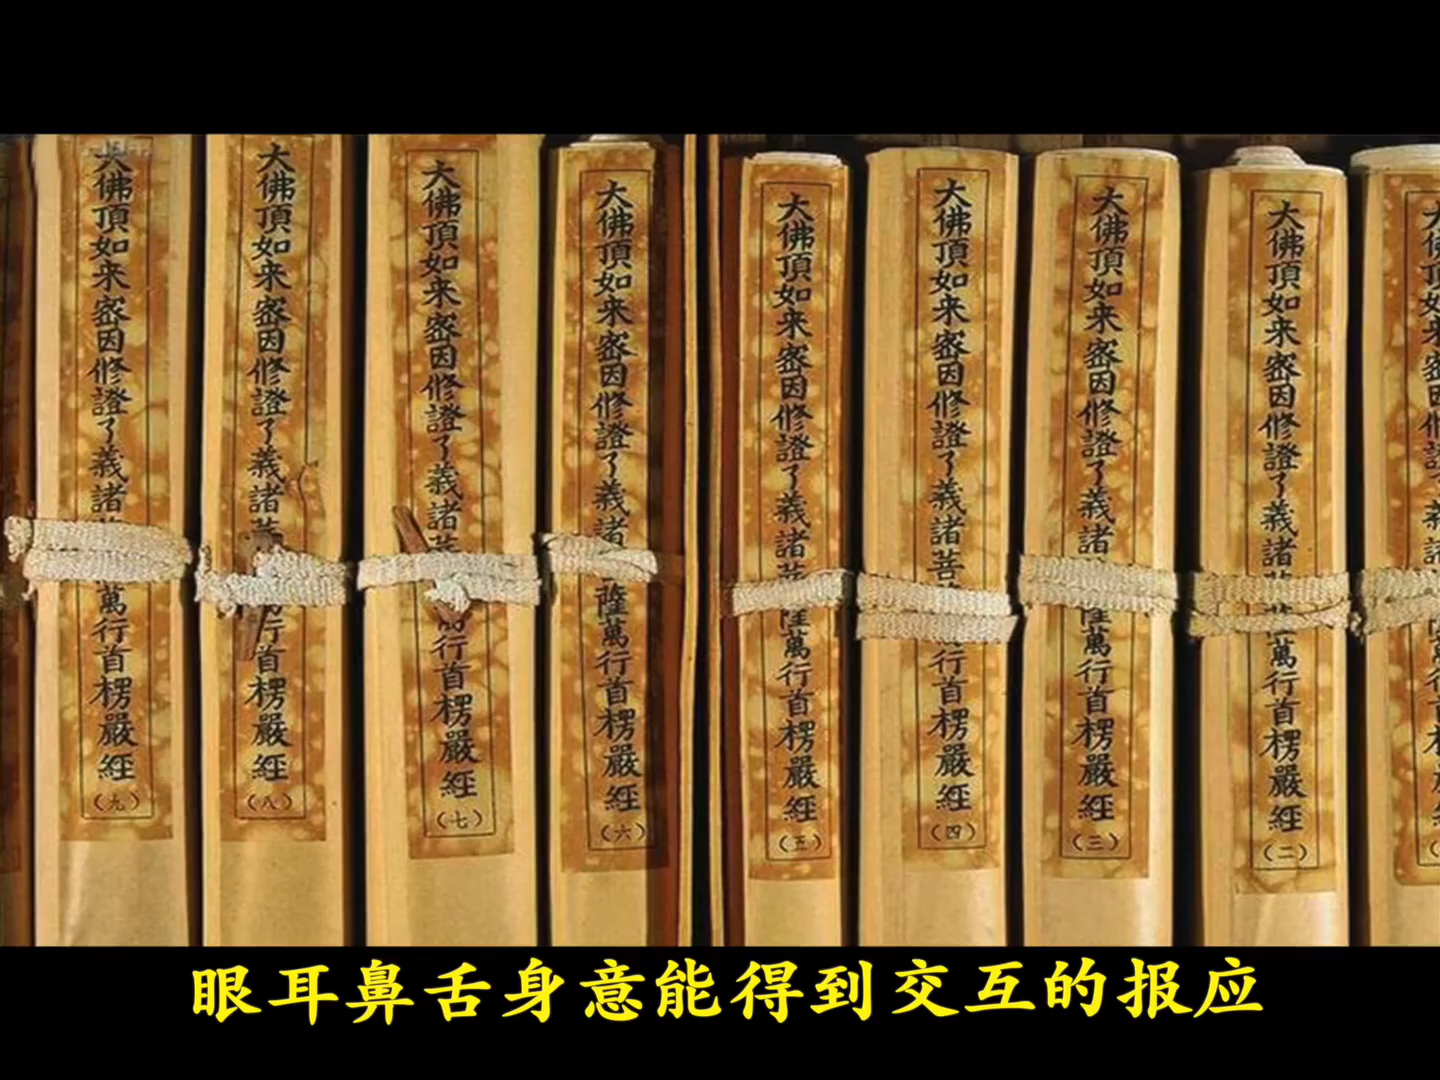 大佛頂如来密因修證了義諸
萬行首楞嚴經
（九）
大佛頂如来密因修證了義諸菩
行首楞嚴經
（八）
大佛頂如来密因修證了義諸菩
行首楞嚴經
（七）
大佛頂如来密因修證了義諸
薩萬行首楞嚴經
（六）
大佛頂如来密因修證了義諸菩
薩萬行首楞嚴經
（五）
大佛頂如来密因修證了義諸菩
行首楞嚴經
（四）
大佛頂如来密因修證了義諸
薩萬行首楞嚴經
（三）
大佛頂如来密因修證了義諸菩
薩萬行首楞嚴經
（二）
眼耳鼻舌身意能得到交互的报应